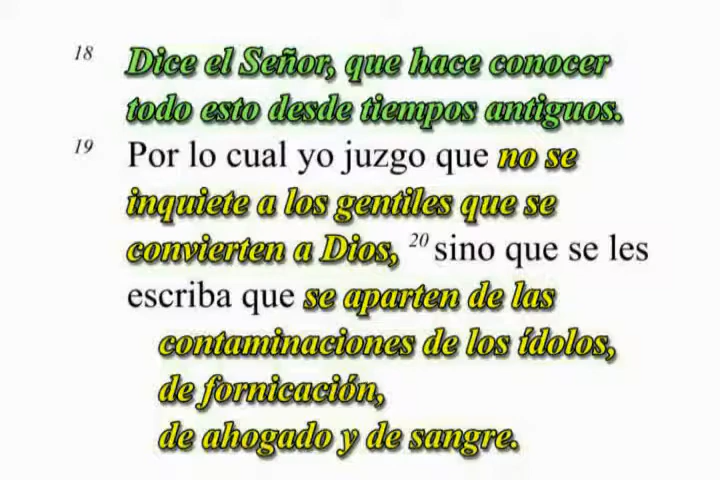 18 Dice el Señor, que hace conocer
todo esto desde tiempos antiguos.
19 Por lo cual yo juzgo que no se
inquiete a los gentiles que se
convierten a Dios, 20 sino que se les
escriba que se aparten de las
contaminaciones de los ídolos,
de fornicación,
de ahogado y de sangre.